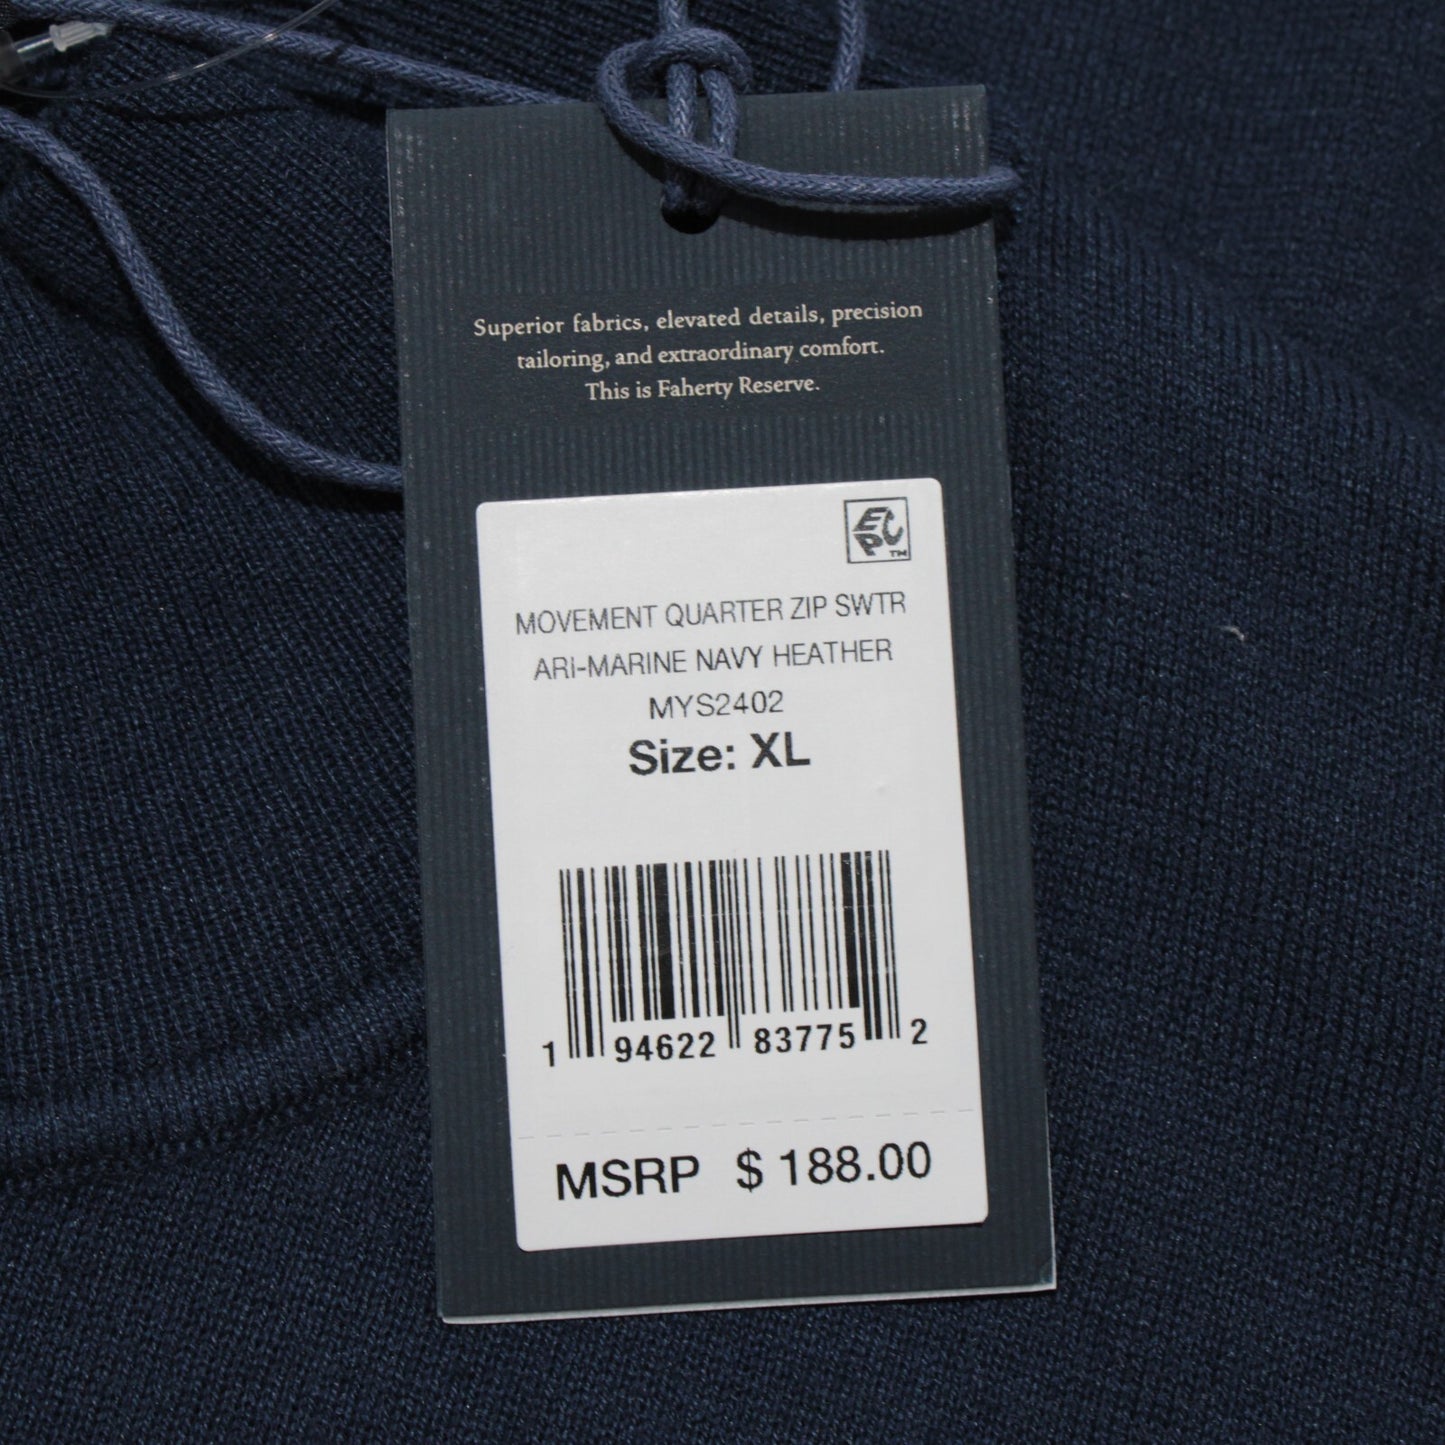 Superior fabrics, elevated details, precision
tailoring, and extraordinary comfort.
This is Faherty Reserve.
EPC™
MOVEMENT QUARTER ZIP SWTR
ARI-MARINE NAVY HEATHER
MYS2402
Size: XL
1 94622 83775 2
MSRP $ 188.00